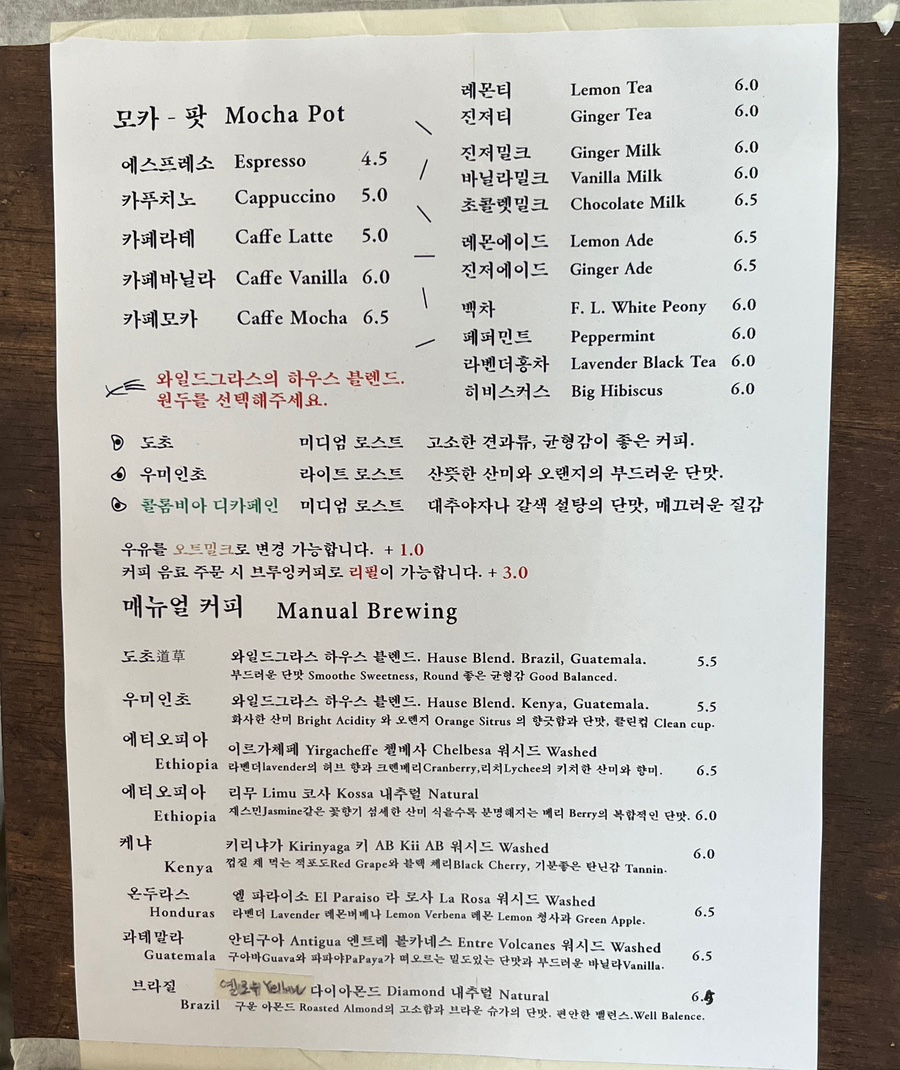 모카 - 팟 Mocha Pot
에스프레소 Espresso 4.5
카푸치노 Cappuccino 5.0
카페라테 Caffe Latte 5.0
카페바닐라 Caffe Vanilla 6.0
카페모카 Caffe Mocha 6.5
레몬티 Lemon Tea 6.0
진저티 Ginger Tea 6.0
진저밀크 Ginger Milk 6.0
바닐라밀크 Vanilla Milk 6.0
초콜렛밀크 Chocolate Milk 6.5
레몬에이드 Lemon Ade 6.5
진저에이드 Ginger Ade 6.5
백차 F. L. White Peony 6.0
페퍼민트 Peppermint 6.0
라벤더홍차 Lavender Black Tea 6.0
히비스커스 Big Hibiscus 6.0
와일드그라스의 하우스 블렌드.
원두를 선택해주세요.
도초 미디엄 로스트 고소한 견과류, 균형감이 좋은 커피.
우미인초 라이트 로스트 산뜻한 산미와 오랜지의 부드러운 단맛.
콜롬비아 디카페인 미디엄 로스트 대추야자나 갈색 설탕의 단맛, 매끄러운 질감
우유를 오트밀크로 변경 가능합니다. + 1.0
커피 음료 주문 시 브루잉커피로 리필이 가능합니다. + 3.0
매뉴얼 커피 Manual Brewing
도초道草 와일드그라스 하우스 블렌드. Hause Blend. Brazil, Guatemala. 5.5
부드러운 단맛 Smoothe Sweetness, Round 좋은 균형감 Good Balanced.
우미인초 와일드그라스 하우스 블렌드. Hause Blend. Kenya, Guatemala. 5.5
화사한 산미 Bright Acidity 와 오렌지 Orange Sitrus 의 향긋함과 단맛, 클린컵 Clean cup.
에티오피아 이르가체페 Yirgacheffe 첼베사 Chelbesa 워시드 Washed
Ethiopia 라벤더lavender의 허브 향과 크렌베리Cranberry,리치Lychee의 키치한 산미와 향미. 6.5
에티오피아 리무 Limu 코사 Kossa 내추럴 Natural
Ethiopia 재스민Jasmine같은 꽃향기 섬세한 산미 식을수록 분명해지는 베리 Berry의 복합적인 단맛. 6.0
케냐 키리냐가 Kirinyaga 키 AB Kii AB 워시드 Washed 6.0
Kenya 껍질 채 먹는 적포도Red Grape와 블랙 체리Black Cherry, 기분좋은 탄닌감 Tannin.
온두라스 엘 파라이소 El Paraiso 라 로사 La Rosa 워시드 Washed
Honduras 라벤더 Lavender 레몬버베나 Lemon Verbena 레몬 Lemon 청사과 Green Apple. 6.5
과테말라 안티구아 Antigua 엔트레 볼카네스 Entre Volcanes 워시드 Washed
Guatemala 구아바Guava와 파파야PaPaya가 떠오르는 밀도있는 단맛과 부드러운 바닐라Vanilla. 6.5
브라질 옐로우 Yellow 다이아몬드 Diamond 내추럴 Natural 6.5
Brazil 구운 아몬드 Roasted Almond의 고소함과 브라운 슈가의 단맛. 편안한 밸런스.Well Balence.